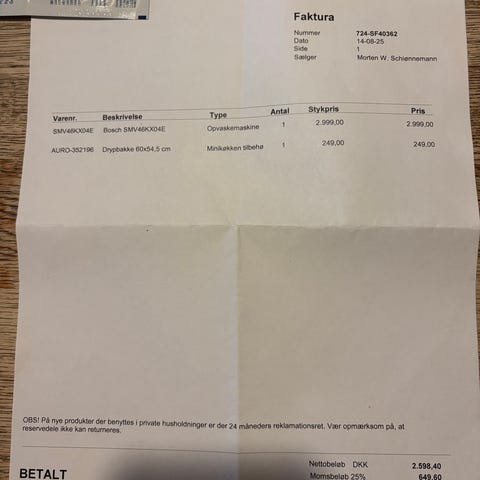 Faktura
Nummer 724-SF40362
Dato 14-08-25
Side 1
Sælger Morten W. Schiønnemann
Varenr. Beskrivelse Type Antal Stykpris Pris
SMV46KX04E Bosch SMV46KX04E Opvaskemaskine 1 2.999,00 2.999,00
AURO-352196 Drypbakke 60x54,5 cm Minikøkken tilbehø 1 249,00 249,00
OBS! På nye produkter der benyttes i private husholdninger er der 24 måneders reklamationsret. Vær opmærksom på, at
reservedele ikke kan returneres.
Nettobeløb DKK 2.598,40
BETALT Momsbeløb 25% 649,60